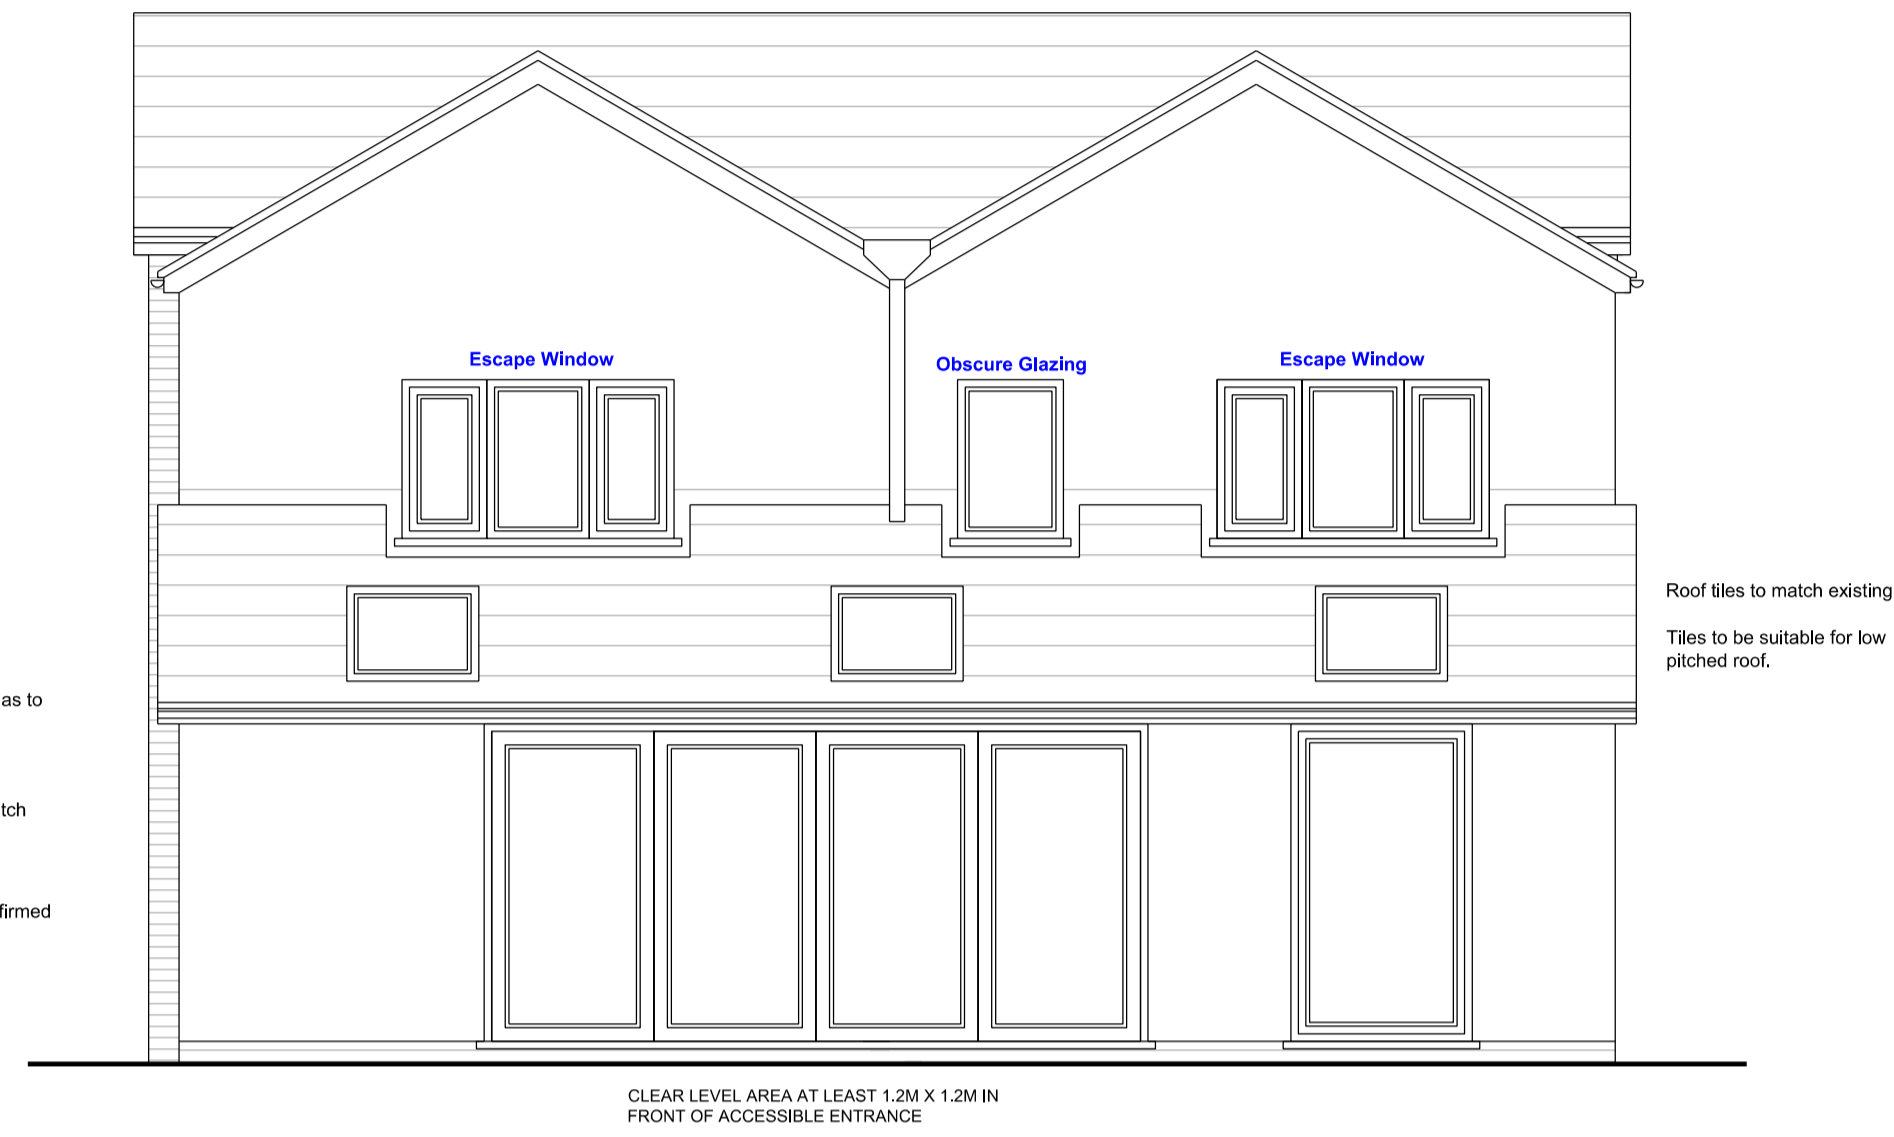 Escape Window
Obscure Glazing
Escape Window
Roof tiles to match existing
Tiles to be suitable for low
pitched roof.
as to
tch
firmed
CLEAR LEVEL AREA AT LEAST 1.2M X 1.2M IN
FRONT OF ACCESSIBLE ENTRANCE